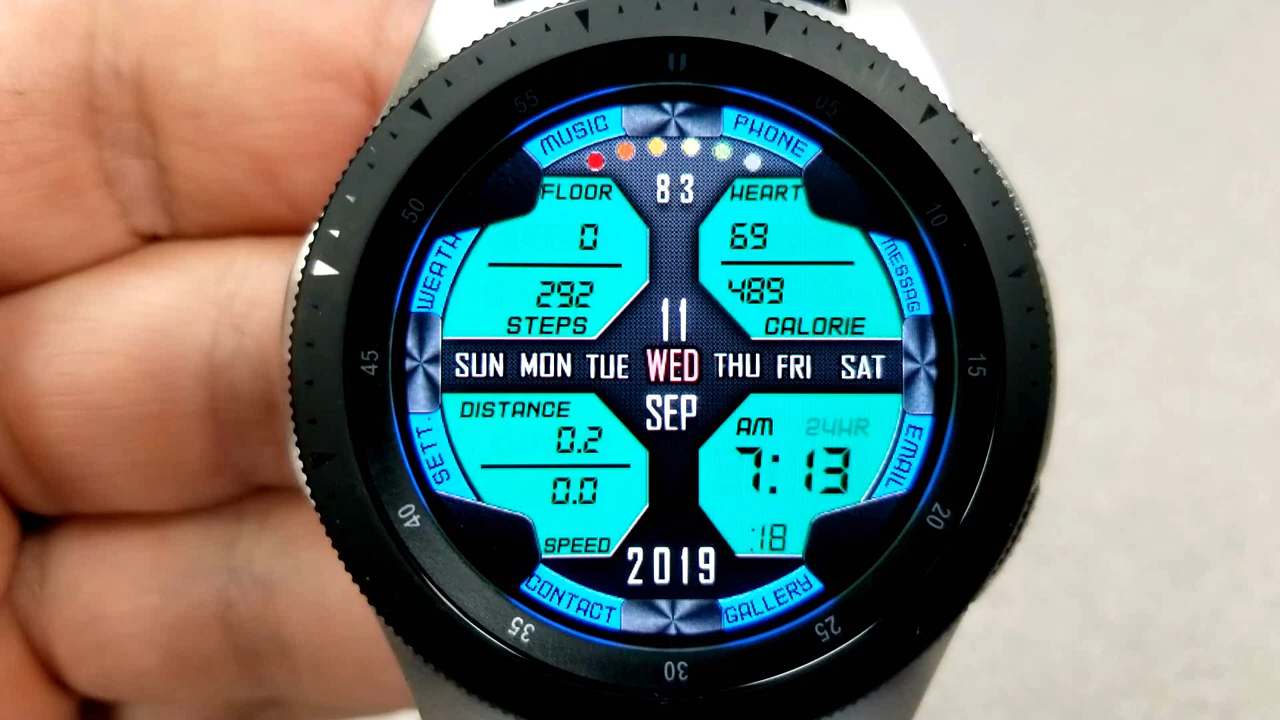 55
05
MUSIC
PHONE
83
FLOOR
HEART
50
10
0
69
WEATH
MESSAG
292
489
STEPS
11
CALORIE
45
SUN MON TUE WED THU FRI SAT
15
DISTANCE
SEP
AM 24HR
0.2
7:13
SETT
EMAIL
0.0
40
20
:18
SPEED
2019
CONTACT
GALLERY
35
25
30